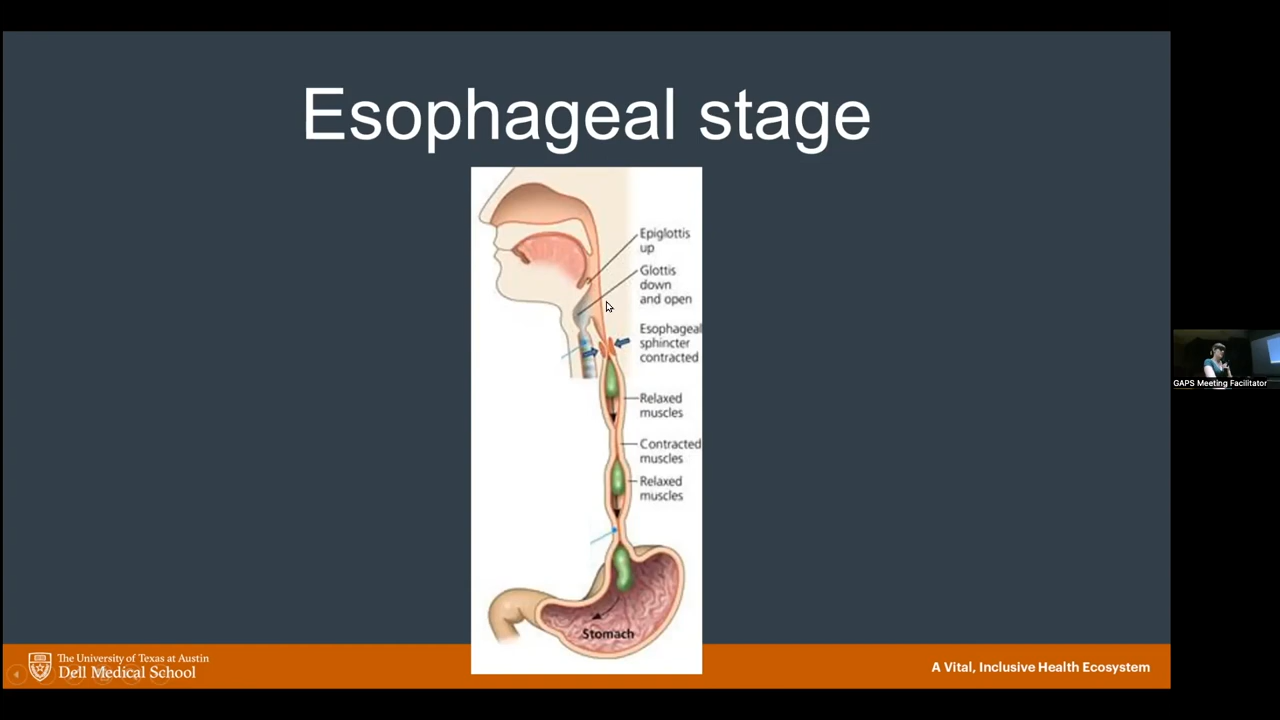 Esophageal stage
Epiglottis
up
Glottis
down
and open
Esophageal
sphincter
contracted
Relaxed
muscles
Contracted
muscles
Relaxed
muscles
Stomach
GAPS Meeting Facilitator
The University of Texas at Austin
Dell Medical School
A Vital, Inclusive Health Ecosystem